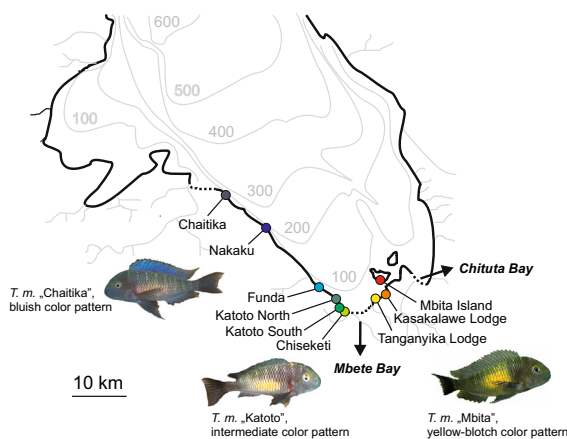 600
500
100
400
300
Chaitika
200
Nakaku
100
Chituta Bay
T. m. „Chaitika”,
bluish color pattern
Funda
Katoto North
Katoto South
Chiseketi
Mbita Island
Kasakalawe Lodge
Tanganyika Lodge
Mbete Bay
10 km
T. m. „Katoto”,
intermediate color pattern
T. m. „Mbita”,
yellow-blotch color pattern